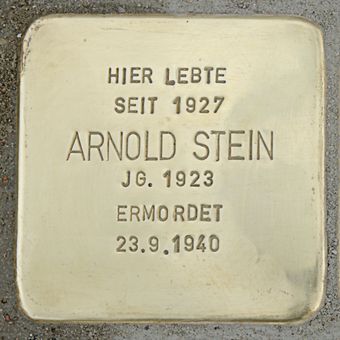 HIER LEBTE
SEIT 1927
ARNOLD STEIN
JG. 1923
ERMORDET
23.9.1940